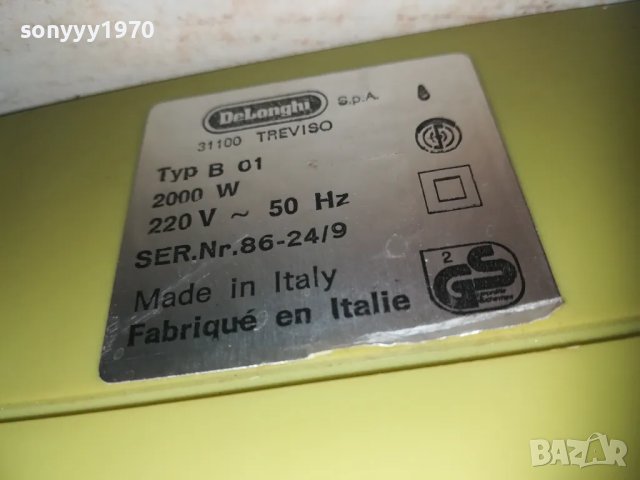 sonyyy1970
DeLonghi S.p.A.
31100 TREVISO
Typ B 01
2000 W
220 V ~ 50 Hz
SER.Nr.86-24/9
Made in Italy
Fabriqué en Italie
S
2
GS
BAZAR